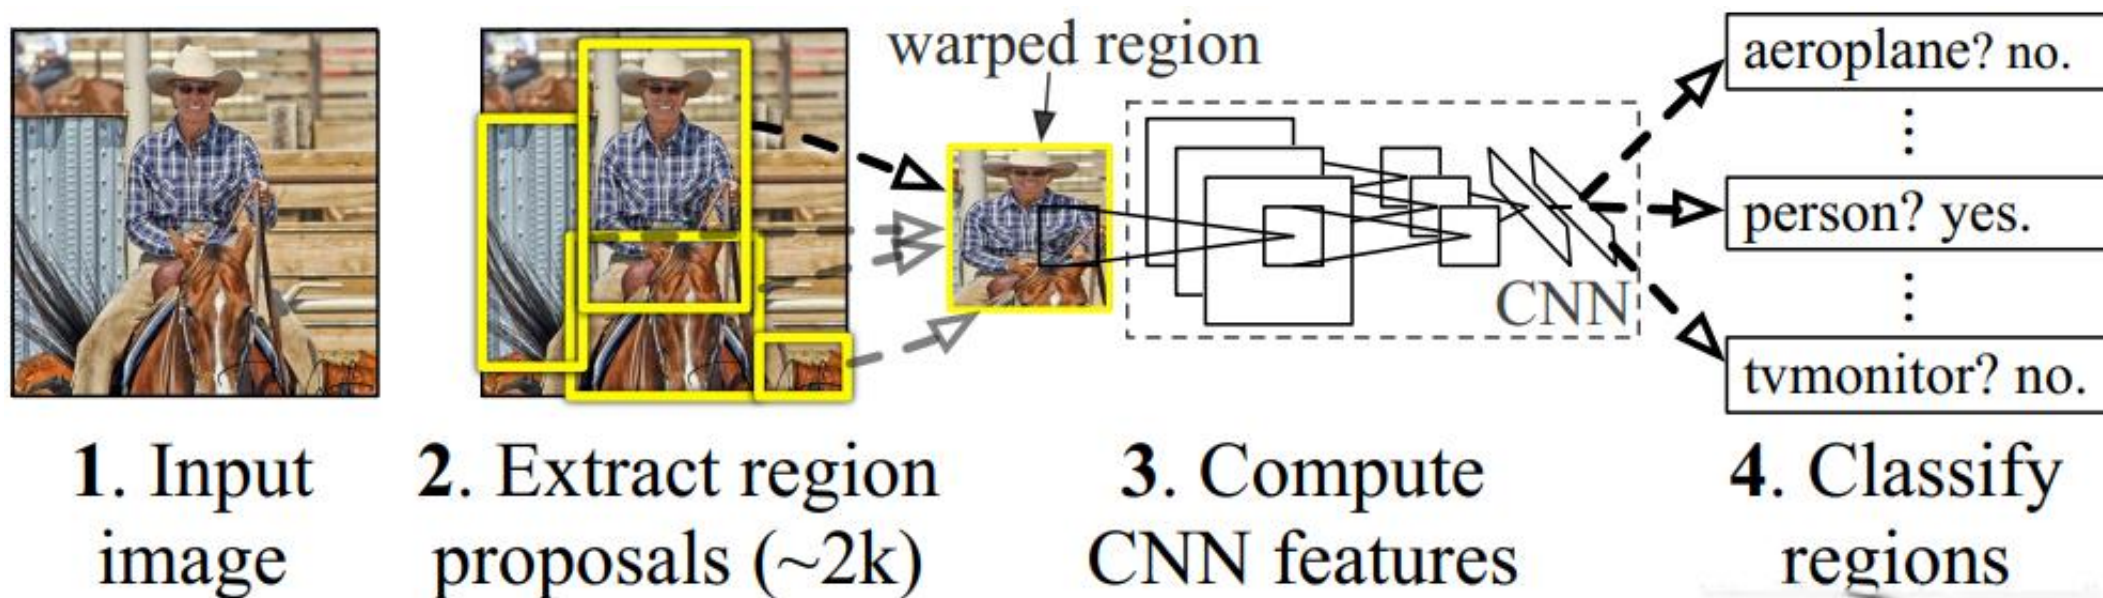 warped region
aeroplane? no.
person? yes.
CNN
tvmonitor? no.
1. Input
image
2. Extract region
proposals (~2k)
3. Compute
CNN features
4. Classify
regions